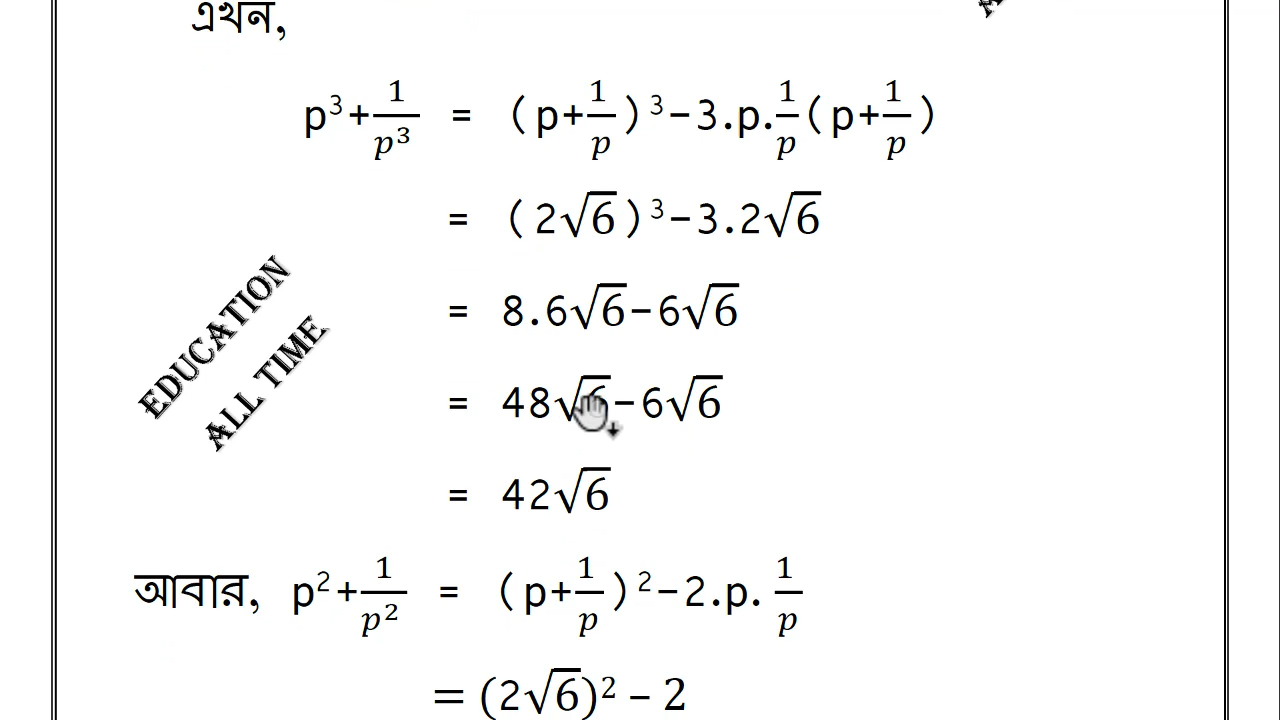 এখন,
p³+1/p³ = (p+1/p)³-3.p.1/p(p+1/p)
= (2√6)³-3.2√6
= 8.6√6-6√6
EDUCATION
ALL TIME
= 48√6-6√6
= 42√6
আবার, p²+1/p² = (p+1/p)²-2.p.1/p
= (2√6)² - 2